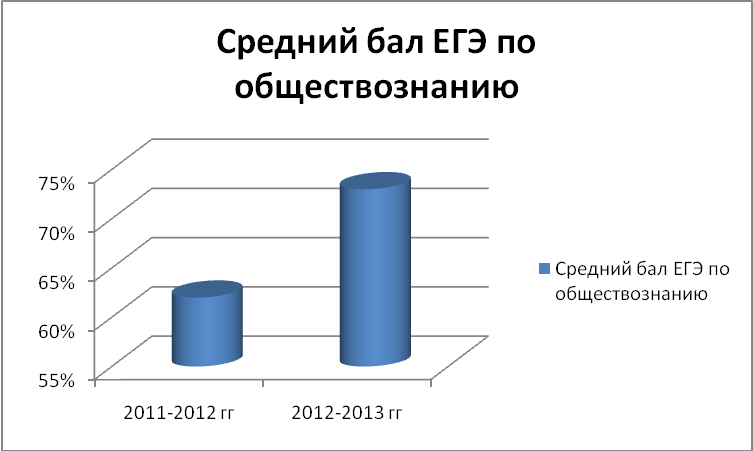 Средний бал ЕГЭ по
обществознанию
75%
70%
65%
60%
55%
2011-2012 гг
2012-2013 гг
Средний бал ЕГЭ по
обществознанию